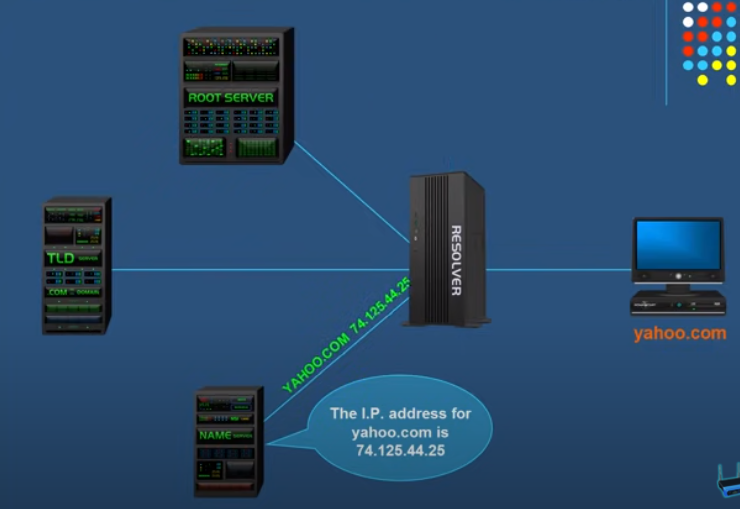 ROOT SERVER
RESOLVER
TLD SERVER
COM DOMAIN
yahoo.com
YAHOO.COM 74.125.44.25
NAME SERVER
The I.P. address for
yahoo.com is
74.125.44.25